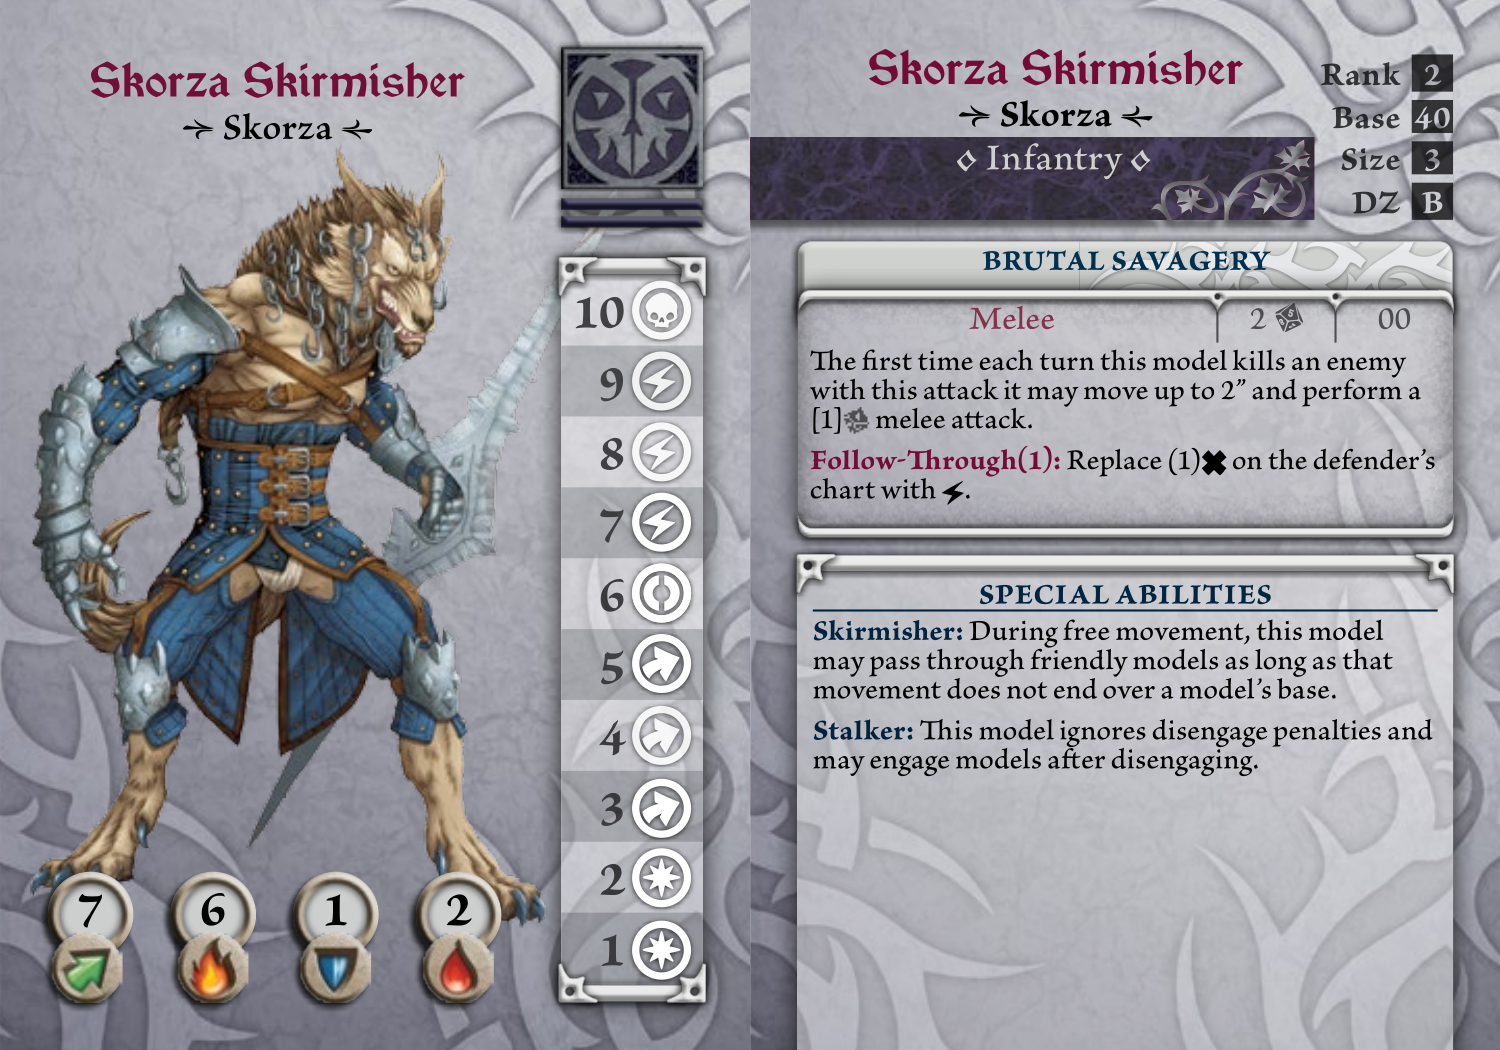 Skorza Skirmisher
Skorza
10
9
8
7
6
5
4
3
2
1
7 6 1 2
Skorza Skirmisher
Skorza
Infantry
Rank 2
Base 40
Size 3
DZ B
BRUTAL SAVAGERY
Melee 2 00
The first time each turn this model kills an enemy
with this attack it may move up to 2” and perform a
[1] melee attack.
Follow-Through(1): Replace (1)✖ on the defender’s
chart with ⚡.
SPECIAL ABILITIES
Skirmisher: During free movement, this model
may pass through friendly models as long as that
movement does not end over a model’s base.
Stalker: This model ignores disengage penalties and
may engage models after disengaging.